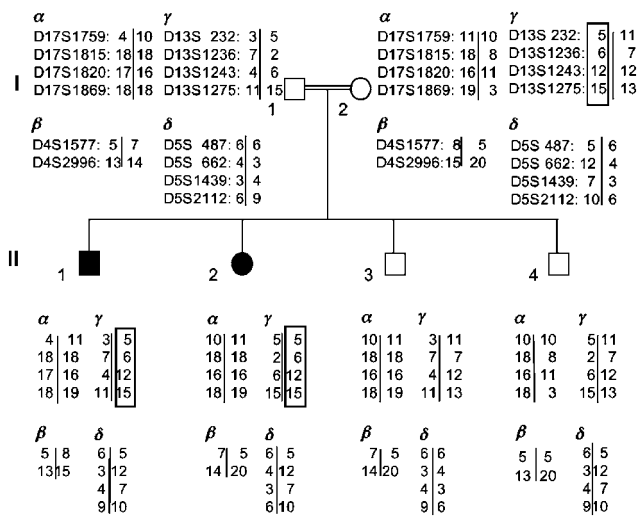 α γ α γ
D17S1759: 4 10 D13S 232: 3 5 D17S1759: 11 10 D13S 232: 5 11
D17S1815: 18 18 D13S1236: 7 2 D17S1815: 18 8 D13S1236: 6 7
D17S1820: 17 16 D13S1243: 4 6 D17S1820: 16 11 D13S1243: 12 12
D17S1869: 18 18 D13S1275: 11 15 D17S1869: 19 3 D13S1275: 15 13
I 1 2
β δ β δ
D4S1577: 5 7 D5S 487: 6 6 D4S1577: 8 5 D5S 487: 5 6
D4S2996: 13 14 D5S 662: 4 3 D4S2996: 15 20 D5S 662: 12 4
D5S1439: 3 4 D5S1439: 7 3
D5S2112: 6 9 D5S2112: 10 6
II 1 2 3 4
α γ α γ α γ α γ
4 11 3 5 10 11 5 5 10 11 3 11 10 10 5 11
18 18 7 6 18 18 2 6 18 18 7 7 18 8 2 7
17 16 4 12 16 16 6 12 16 16 4 12 16 11 6 12
18 19 11 15 18 19 15 15 18 19 11 13 18 3 15 13
β δ β δ β δ β δ
5 8 6 5 7 5 6 5 7 5 6 6 5 5 6 5
13 15 3 12 14 20 4 12 14 20 3 4 13 20 3 12
4 7 3 7 4 3 4 7
9 10 6 10 9 6 9 10